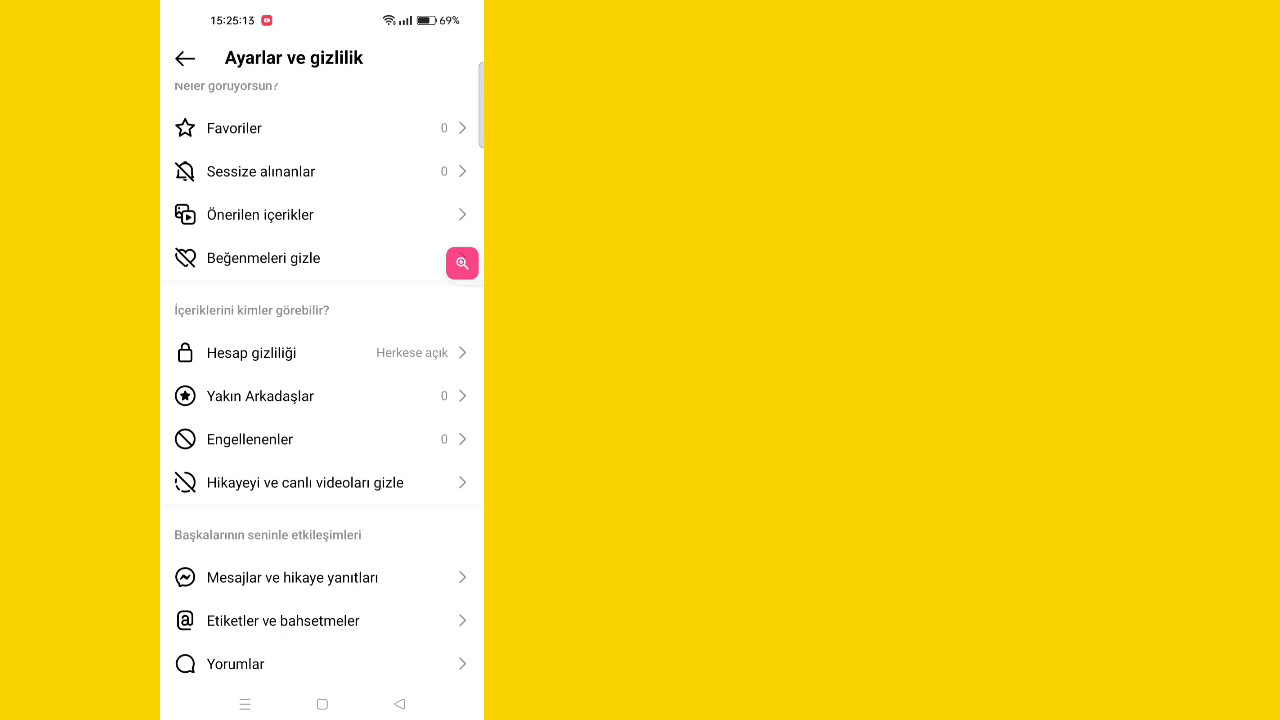 15:25:13
69%
Ayarlar ve gizlilik
Neler görüyorsun?
Favoriler 0
Sessize alınanlar 0
Önerilen içerikler
Beğenmeleri gizle
İçeriklerini kimler görebilir?
Hesap gizliliği Herkese açık
Yakın Arkadaşlar 0
Engellenenler 0
Hikayeyi ve canlı videoları gizle
Başkalarının seninle etkileşimleri
Mesajlar ve hikaye yanıtları
Etiketler ve bahsetmeler
Yorumlar